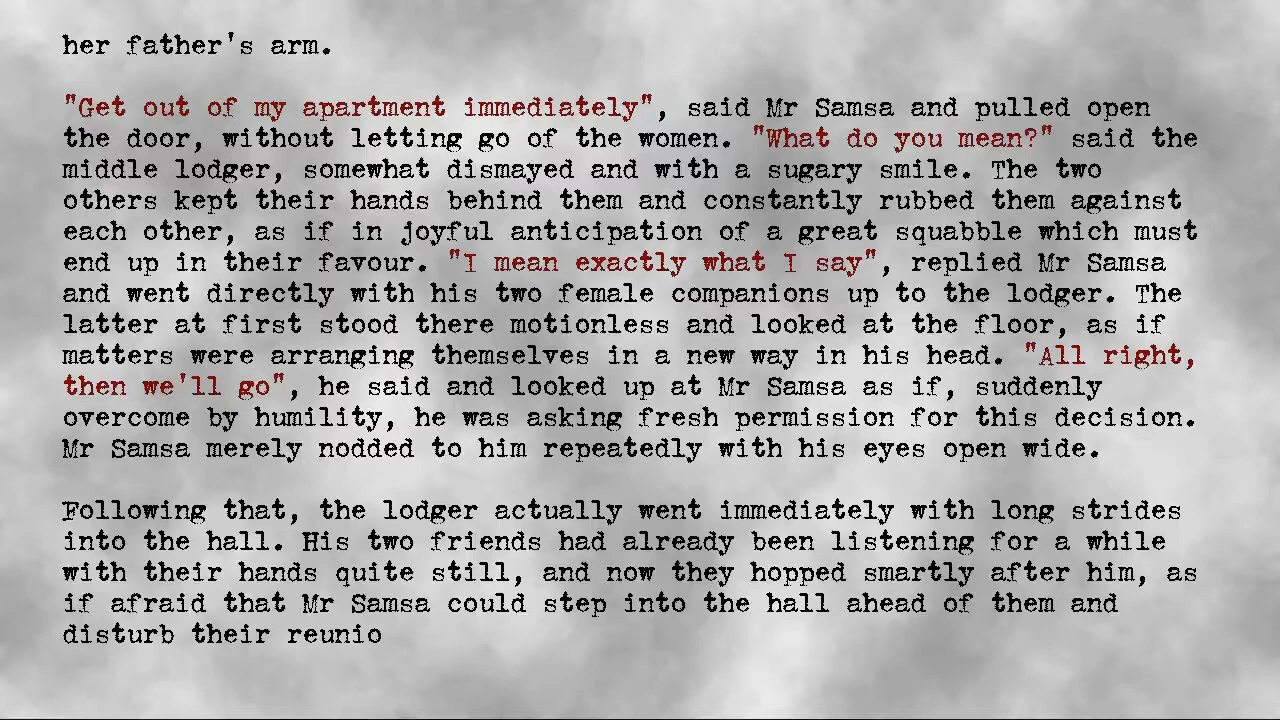 her father's arm.
"Get out of my apartment immediately", said Mr Samsa and pulled open
the door, without letting go of the women. "What do you mean?" said the
middle lodger, somewhat dismayed and with a sugary smile. The two
others kept their hands behind them and constantly rubbed them against
each other, as if in joyful anticipation of a great squabble which must
end up in their favour. "I mean exactly what I say", replied Mr Samsa
and went directly with his two female companions up to the lodger. The
latter at first stood there motionless and looked at the floor, as if
matters were arranging themselves in a new way in his head. "All right,
then we'll go", he said and looked up at Mr Samsa as if, suddenly
overcome by humility, he was asking fresh permission for this decision.
Mr Samsa merely nodded to him repeatedly with his eyes open wide.
Following that, the lodger actually went immediately with long strides
into the hall. His two friends had already been listening for a while
with their hands quite still, and now they hopped smartly after him, as
if afraid that Mr Samsa could step into the hall ahead of them and
disturb their reunio